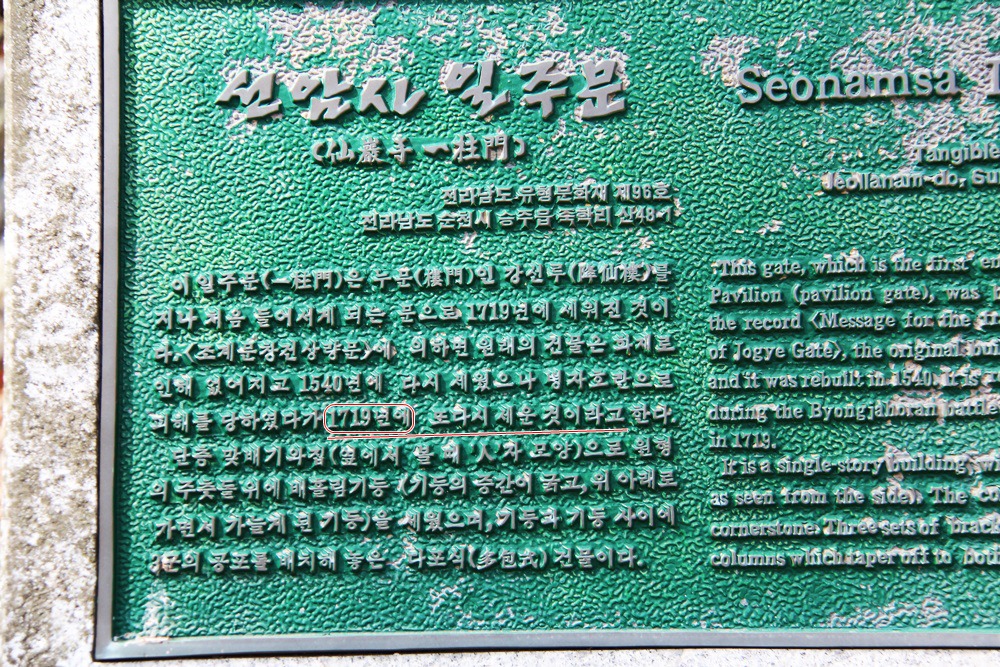 선암사 일주문
(仙巖寺 一柱門)
전라남도 유형문화재 제96호
전라남도 순천시 승주읍 죽학리 산48-1
이 일주문(一柱門)은 누문(樓門)인 강선루(降仙樓)를
지나 처음 들어서게 되는 문으로 1719년에 세워진 것이
다. <조계문창건상량문>에 의하면 원래의 건물은 화재로
인해 없어지고 1540년에 다시 세웠으나 병자호란으로
피해를 당하였다가 1719년에 또다시 세운 것이라고 한다.
단층 맞배기와집(옆에서 볼 때 人자 모양)으로 원형
의 주춧돌 위에 배흘림기둥 (기둥의 중간이 굵고, 위 아래로
가면서 가늘게 된 기둥)을 세웠으며, 기둥과 기둥 사이에
3문의 공포를 배치해 놓은 다포식(多包式) 건물이다.
Seonamsa
Tangible
Jeollanam-do, Sun
This gate, which is the first en
Pavilion (pavilion gate), was
the record <Message for the
of Jogye Gate>, the original buil
and it was rebuilt in 1540. It is
during the Byongjahoran battle
in 1719.
It is a single-story building, w
as seen from the side. The co
cornerstone. Three sets of brack
columns which taper off to both